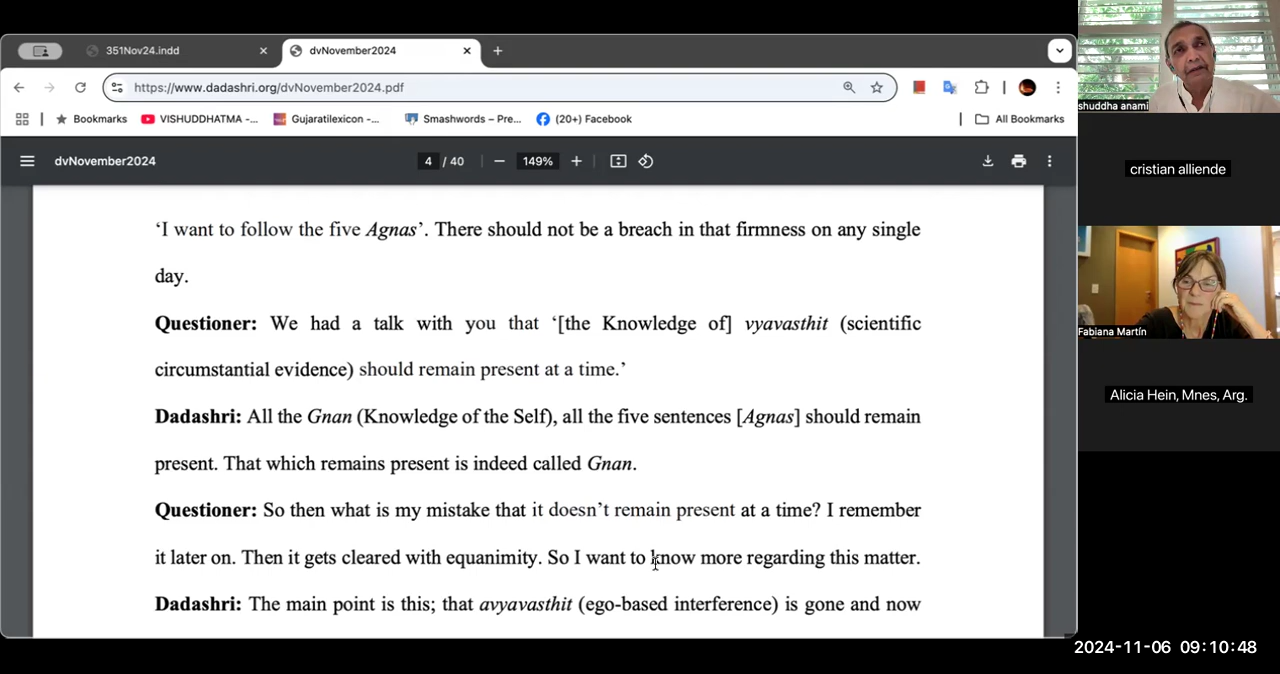 351Nov24.indd
dvNovember2024
https://www.dadashri.org/dvNovember2024.pdf
Bookmarks
VISHUDDHATMA -...
Gujaratilexicon -...
Smashwords – Pre...
(20+) Facebook
All Bookmarks
dvNovember2024
4 / 40
149%
‘I want to follow the five Agnas’. There should not be a breach in that firmness on any single
day.
Questioner: We had a talk with you that ‘[the Knowledge of] vyavasthit (scientific
circumstantial evidence) should remain present at a time.’
Dadashri: All the Gnan (Knowledge of the Self), all the five sentences [Agnas] should remain
present. That which remains present is indeed called Gnan.
Questioner: So then what is my mistake that it doesn’t remain present at a time? I remember
it later on. Then it gets cleared with equanimity. So I want to know more regarding this matter.
Dadashri: The main point is this; that avyavasthit (ego-based interference) is gone and now
shuddha anami
cristian alliende
Fabiana Martín
Alicia Hein, Mnes, Arg.
2024-11-06 09:10:48